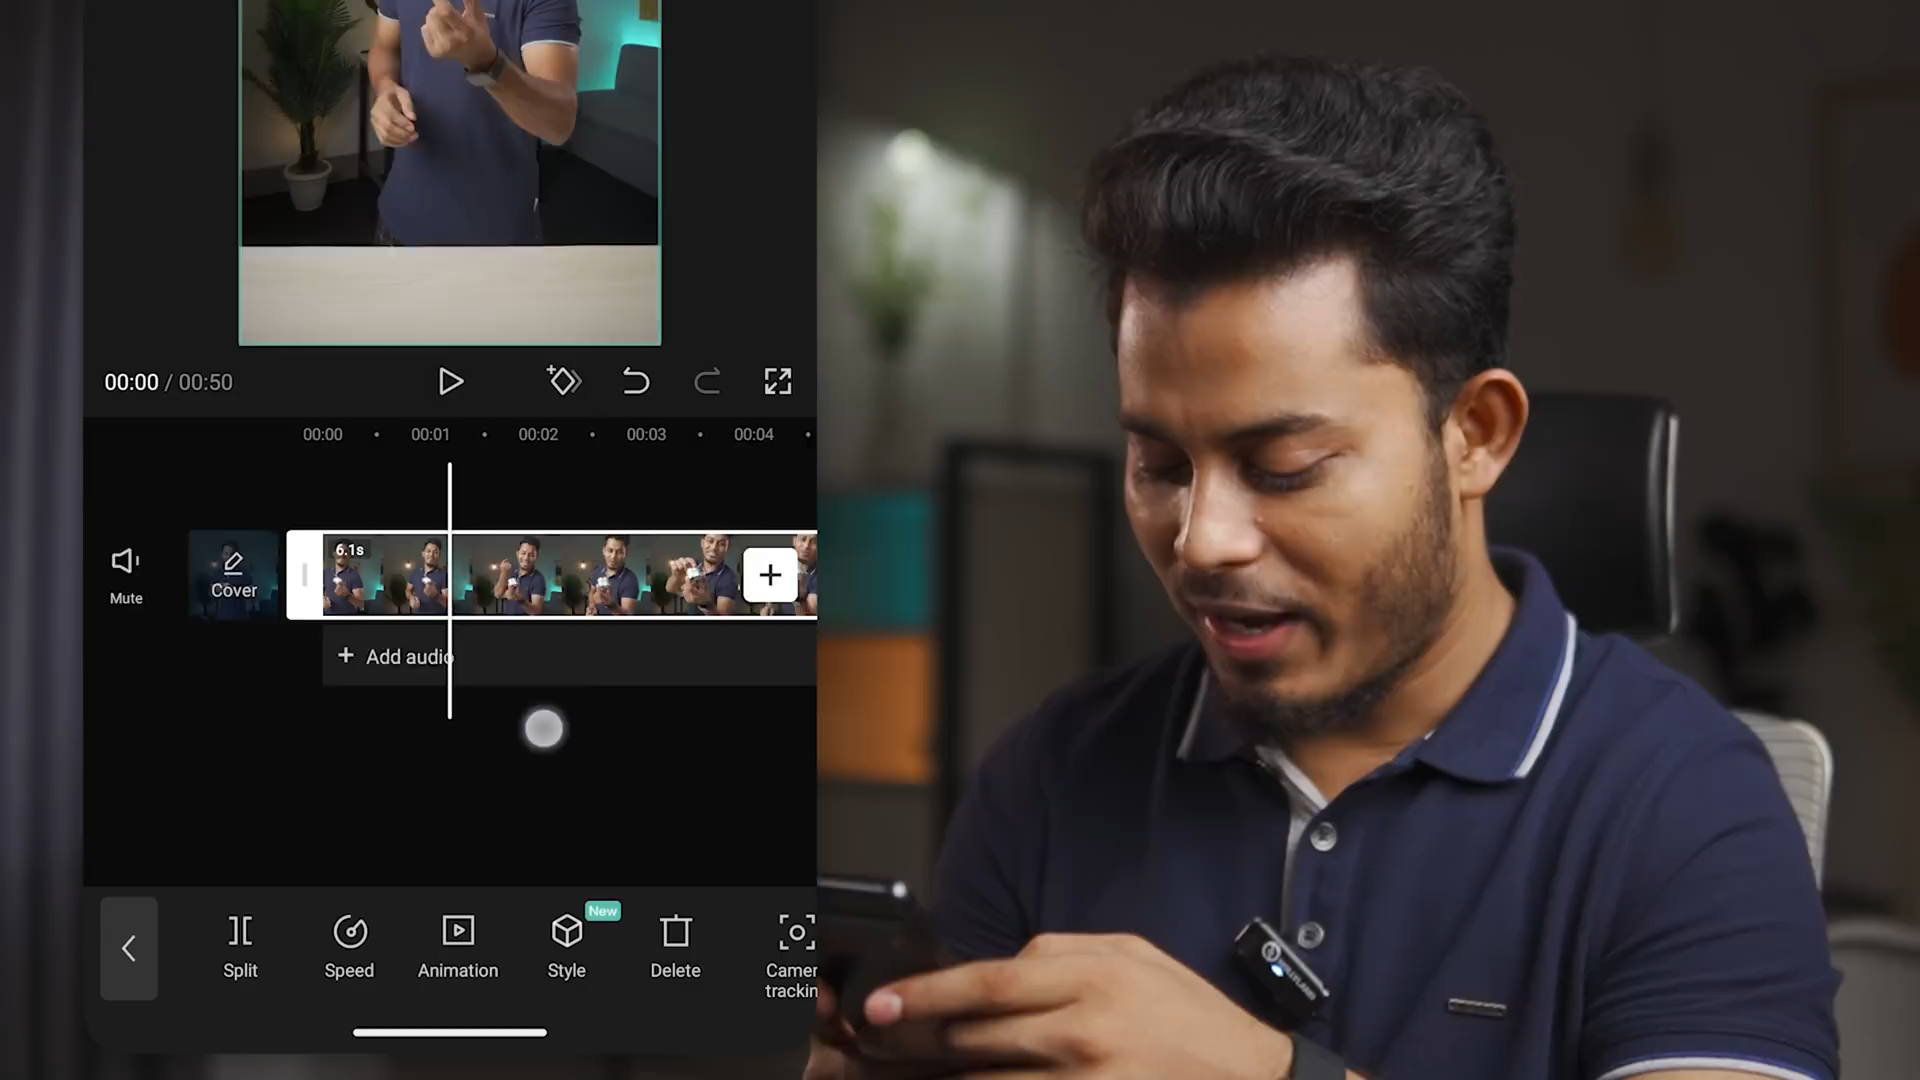 00:00 / 00:50
00:00 00:01 00:02 00:03 00:04
6.1s
Cover
Mute
+ Add audio
New
Split Speed Animation Style Delete Camer
trackin